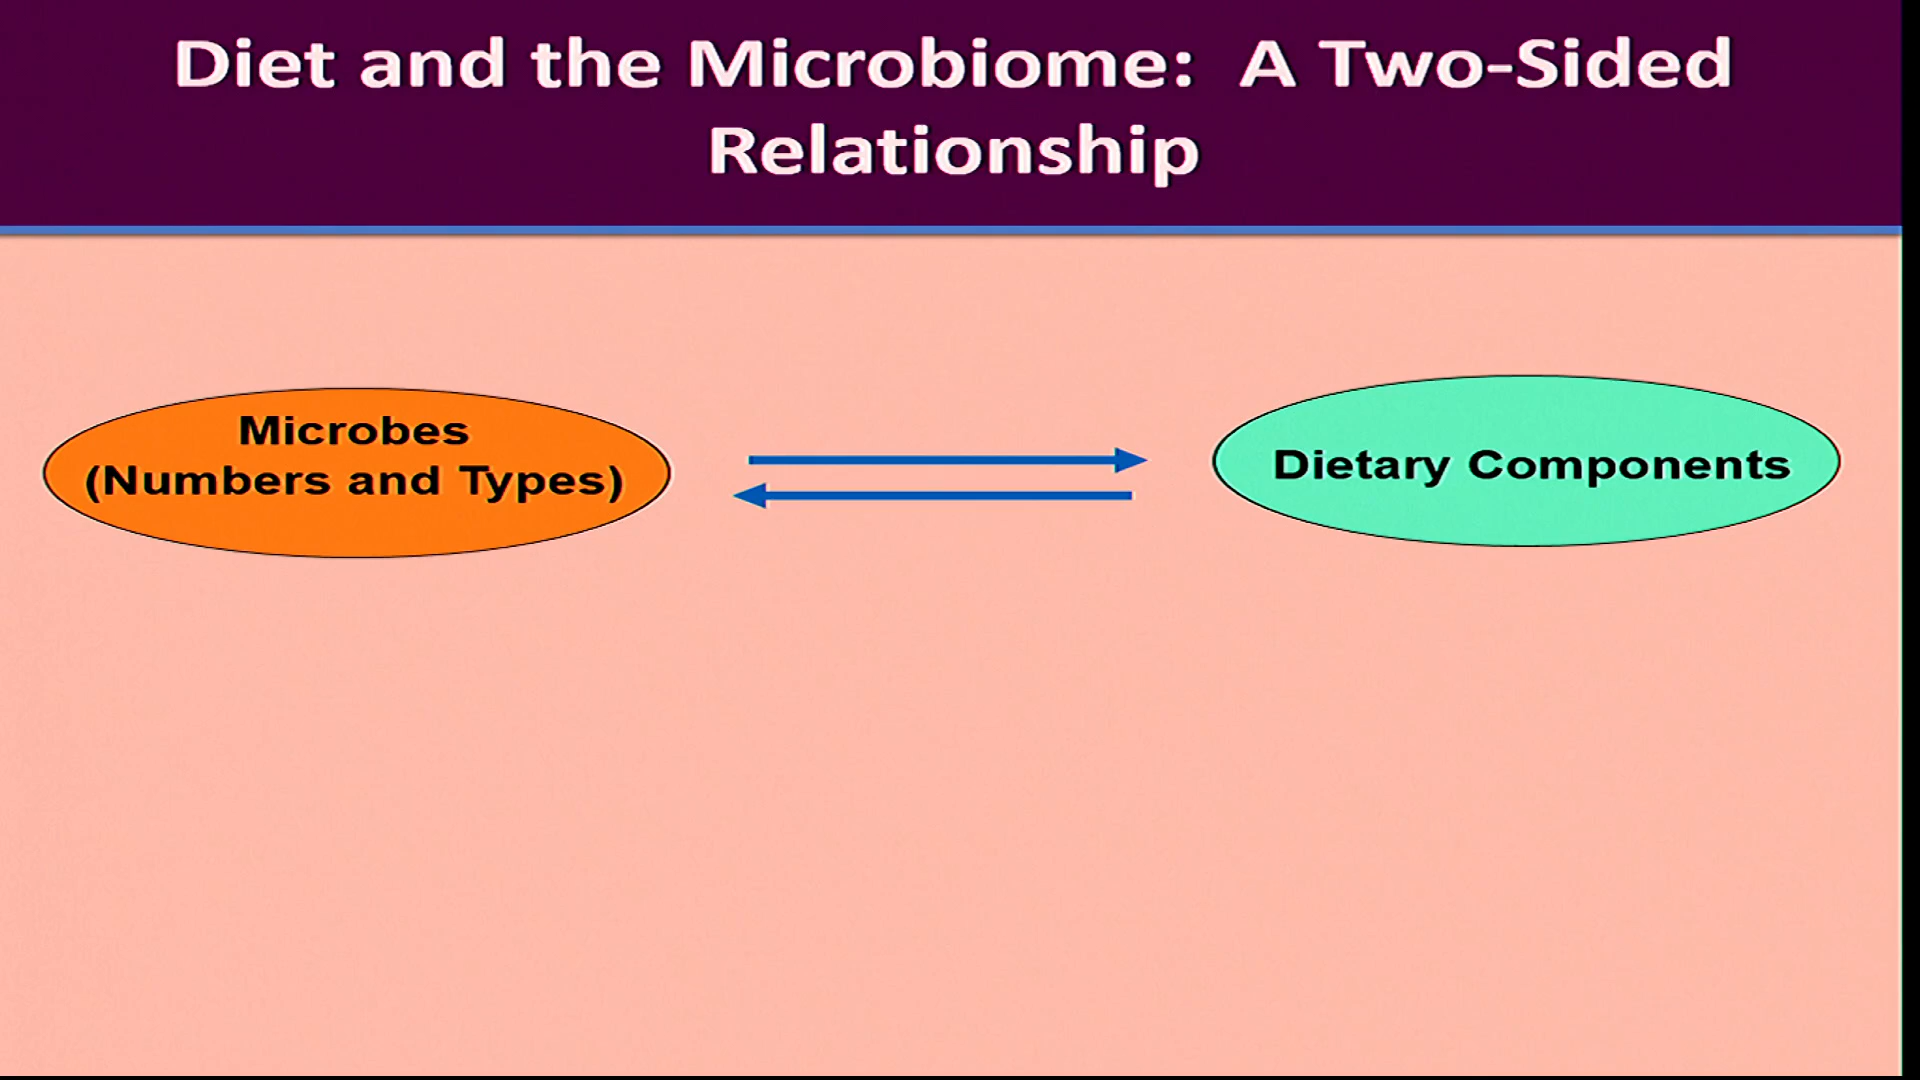 Diet and the Microbiome: A Two-Sided
Relationship
Microbes
(Numbers and Types)
Dietary Components